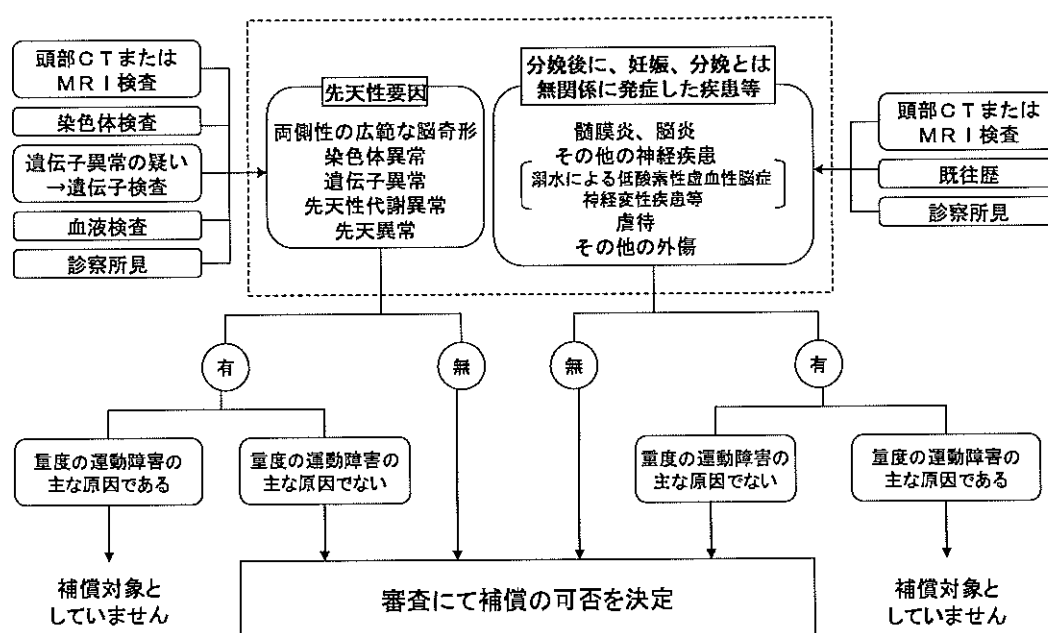 頭部CTまたは
MRI検査
染色体検査
遺伝子異常の疑い
→遺伝子検査
血液検査
診察所見
先天性要因
両側性の広範な脳奇形
染色体異常
遺伝子異常
先天性代謝異常
先天異常
分娩後に、妊娠、分娩とは
無関係に発症した疾患等
髄膜炎、脳炎
その他の神経疾患
溺水による低酸素性虚血性脳症
神経変性疾患等
虐待
その他の外傷
頭部CTまたは
MRI検査
既往歴
診察所見
有
無
無
有
重度の運動障害の
主な原因である
重度の運動障害の
主な原因でない
重度の運動障害の
主な原因でない
重度の運動障害の
主な原因である
補償対象と
していません
審査にて補償の可否を決定
補償対象と
していません